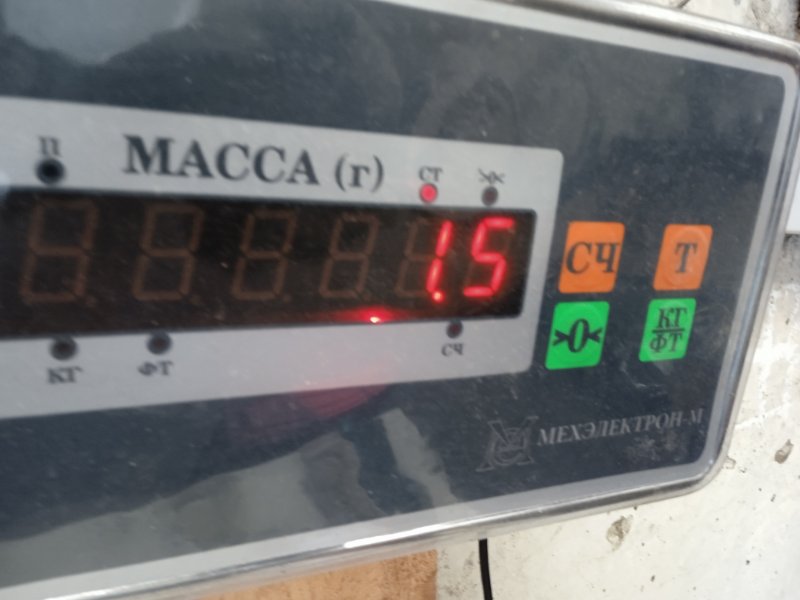 П МАССА (г) СТ >×<
1.5
СЧ Т
>0< КГ
ФТ
КГ ФТ СЧ
МЕХЭЛЕКТРОН-М